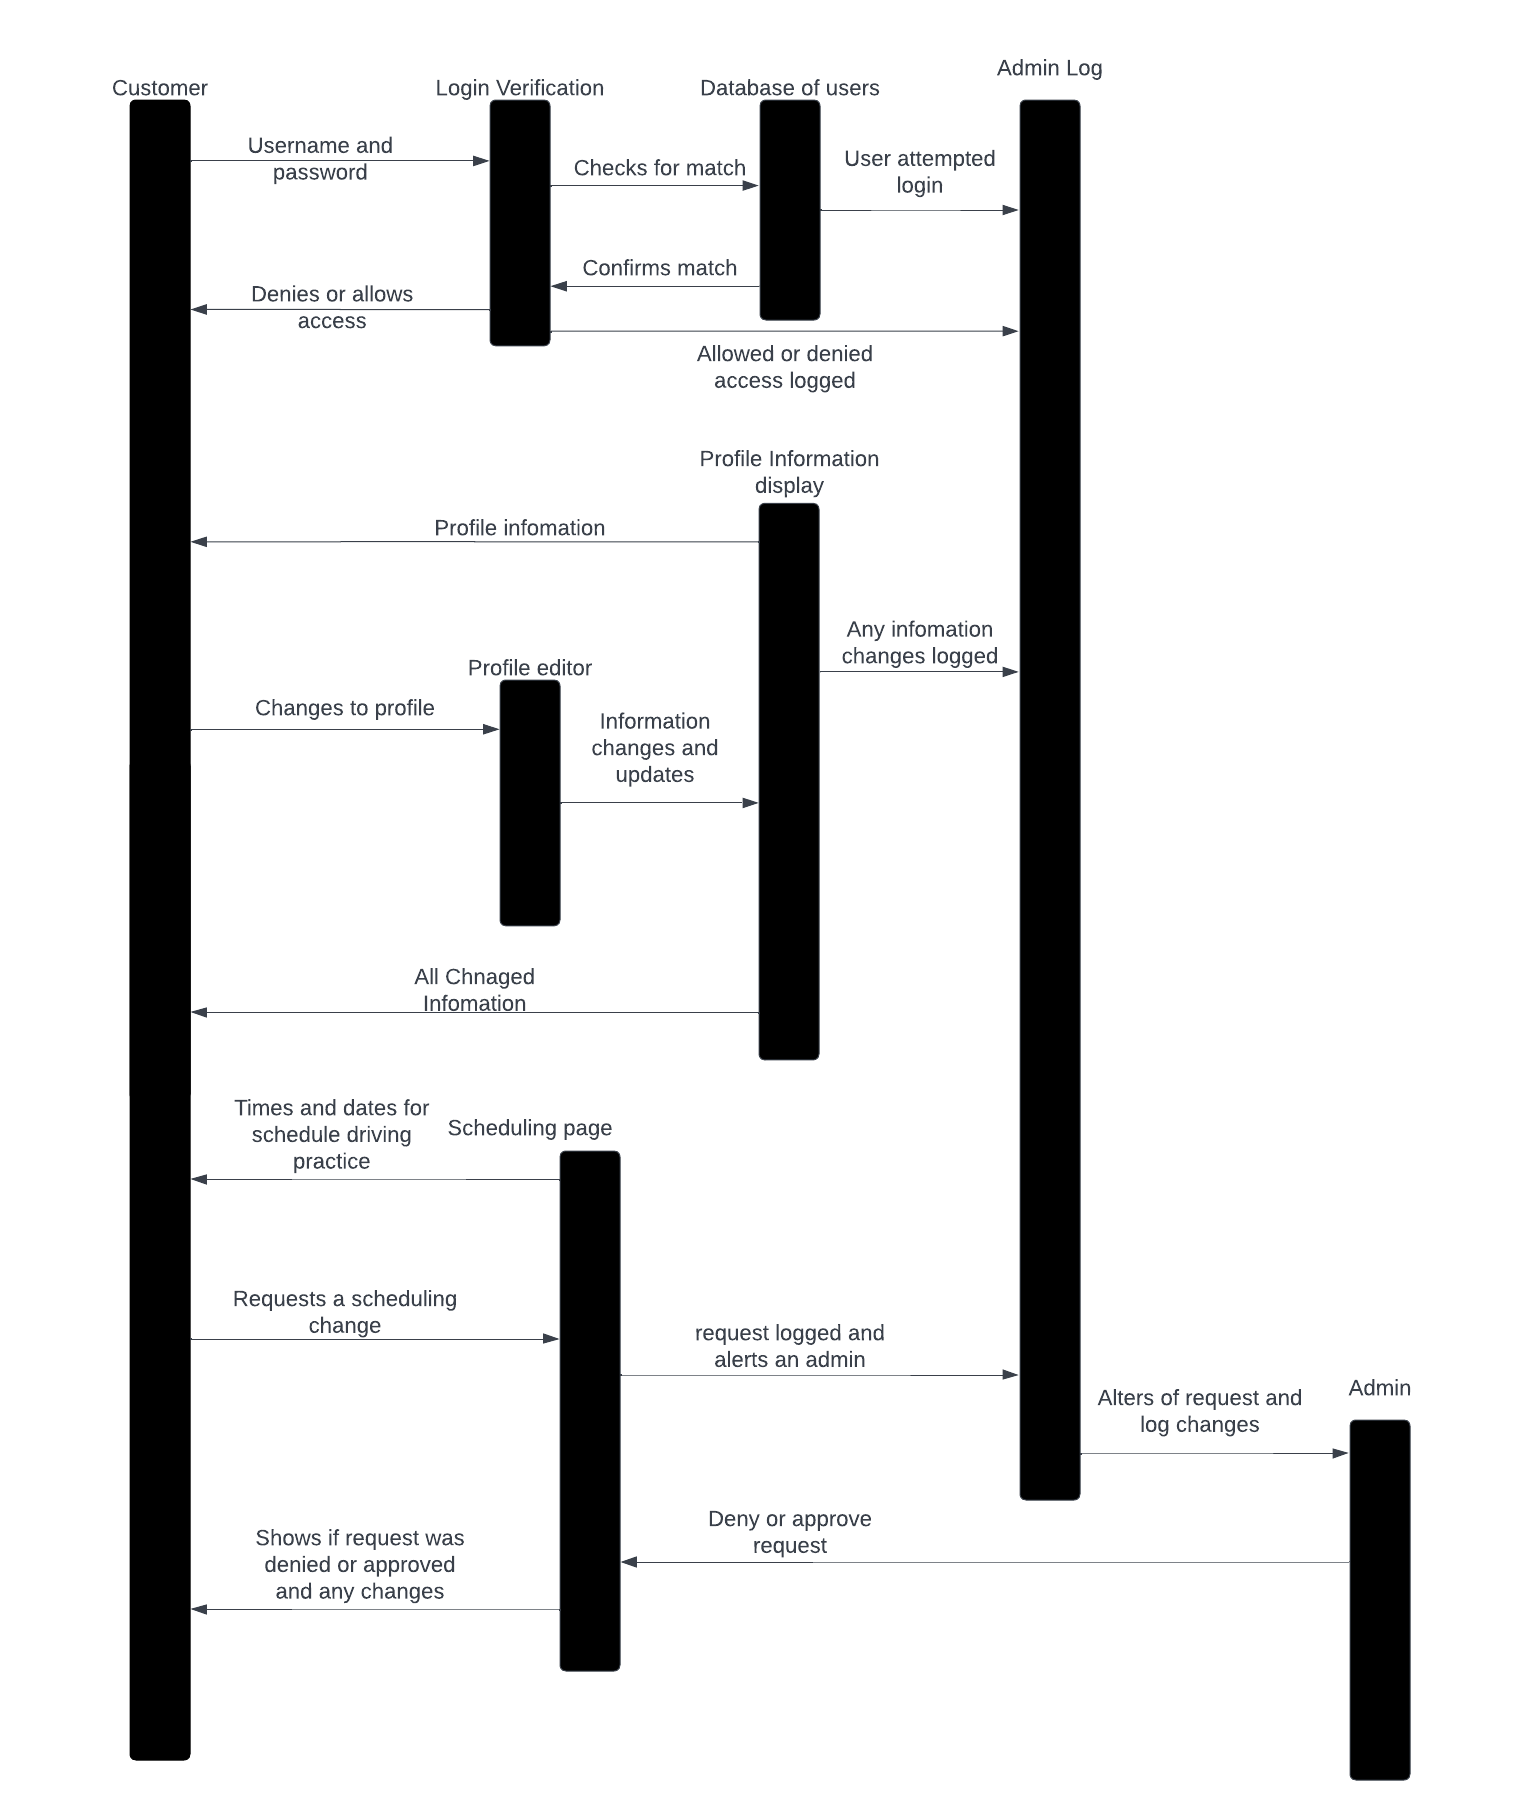 Admin Log
Customer
Login Verification
Database of users
Username and
password
Checks for match
User attempted
login
Confirms match
Denies or allows
access
Allowed or denied
access logged
Profile Information
display
Profile infomation
Any infomation
changes logged
Profile editor
Changes to profile
Information
changes and
updates
All Chnaged
Infomation
Times and dates for
schedule driving
practice
Scheduling page
Requests a scheduling
change
request logged and
alerts an admin
Admin
Alters of request and
log changes
Deny or approve
request
Shows if request was
denied or approved
and any changes